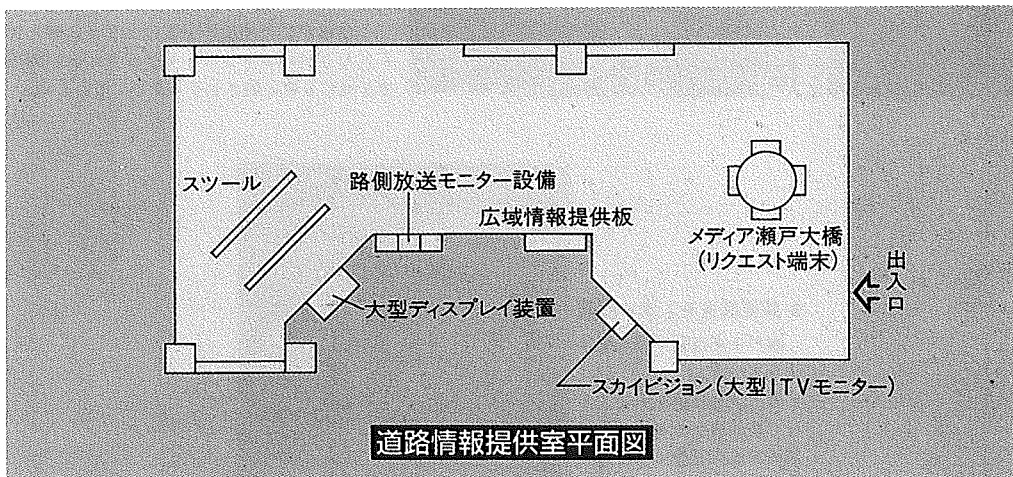 スツール
路側放送モニター設備
広域情報提供板
メディア瀬戸大橋
(リクエスト端末)
出入口
大型ディスプレイ装置
スカイビジョン(大型ITVモニター)
道路情報提供室平面図